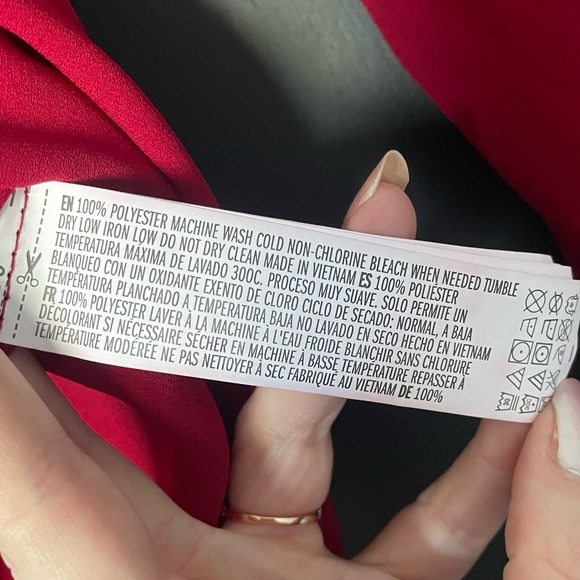 EN 100% POLYESTER MACHINE WASH COLD NON-CHLORINE BLEACH WHEN NEEDED TUMBLE
DRY LOW IRON LOW DO NOT DRY CLEAN MADE IN VIETNAM ES 100% POLIÉSTER
TEMPERATURA MÁXIMA DE LAVADO 300C. PROCESO MUY SUAVE. SOLO PERMITE UN
BLANQUEO CON UN OXIDANTE EXENTO DE CLORO CICLO DE SECADO: NORMAL, A BAJA
TEMPERATURA PLANCHADO A TEMPERATURA BAJA NO LAVADO EN SECO HECHO EN VIETNAM
FR 100% POLYESTER LAVER À LA MACHINE À L'EAU FROIDE BLANCHIR SANS CHLORURE
DÉCOLORANT SI NECESSAIRE SÉCHER EN MACHINE À BASSE TEMPÉRATURE REPASSER À
TEMPÉRATURE MODÉRÉE NE PAS NETTOYER À SEC FABRIQUÉ AU VIETNAM DE 100%